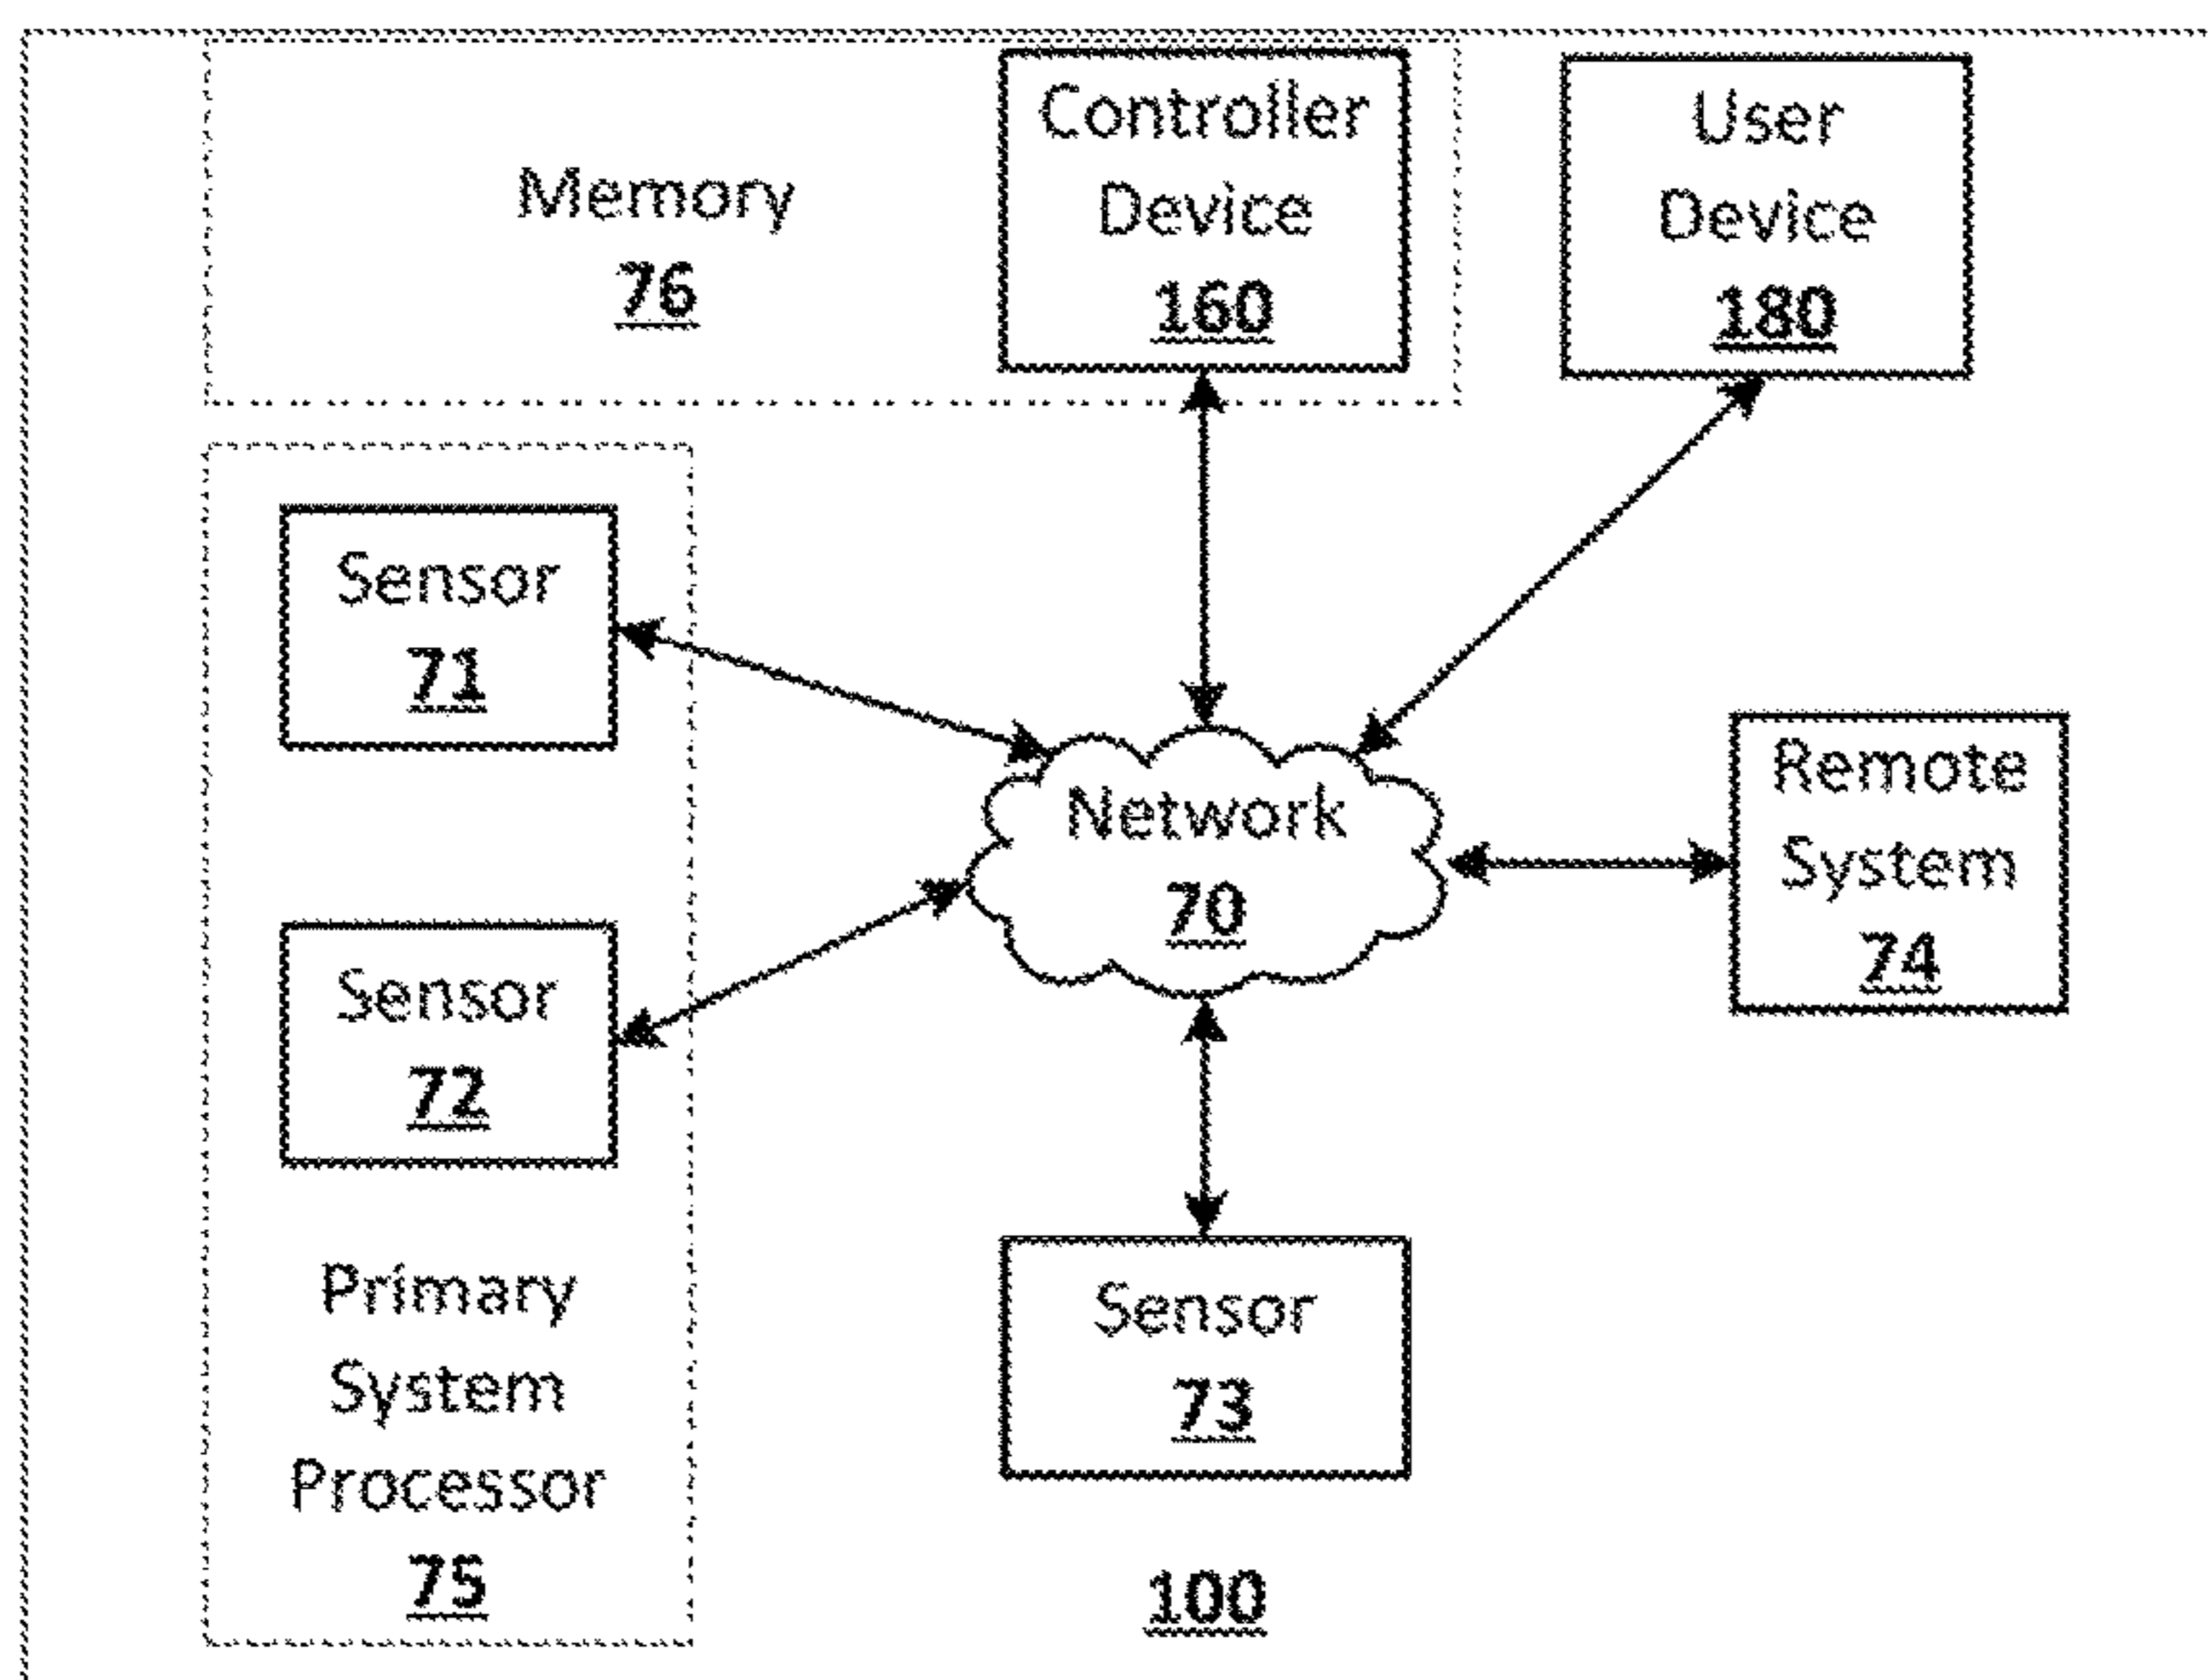 Memory
76
Controller
Device
160
User
Device
180
Sensor
71
Network
70
Remote
System
74
Sensor
72
Sensor
73
Primary
System
Processor
75
100